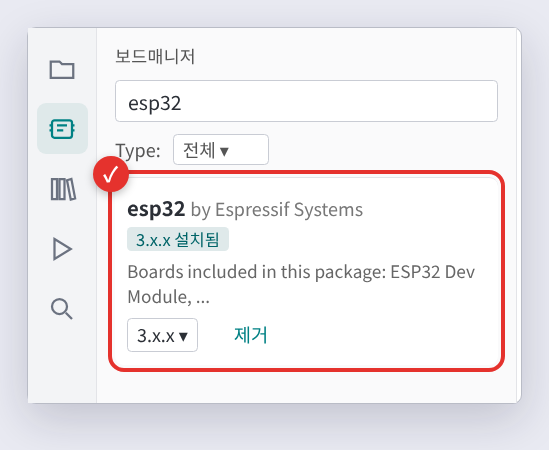 보드매니저
esp32
Type: 전체 ▾
esp32 by Espressif Systems
3.x.x 설치됨
Boards included in this package: ESP32 Dev
Module, ...
3.x.x ▾ 제거